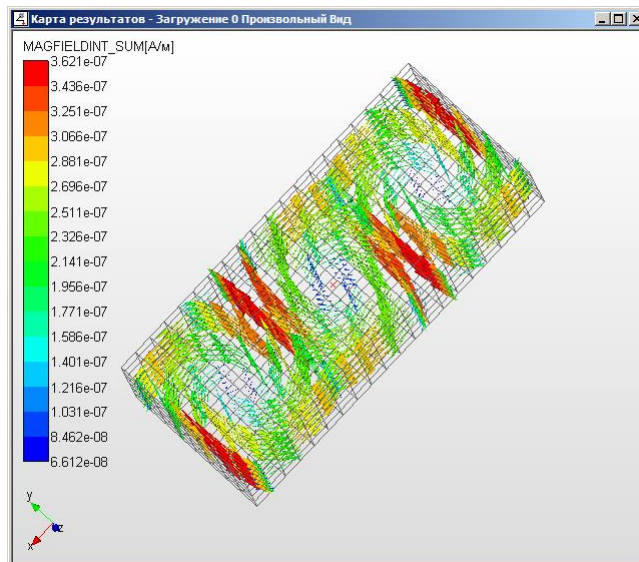 Карта результатов - Загружение 0 Произвольный Вид
MAGFIELDINT_SUM[А/м]
3.621e-07
3.436e-07
3.251e-07
3.066e-07
2.881e-07
2.696e-07
2.511e-07
2.326e-07
2.141e-07
1.956e-07
1.771e-07
1.586e-07
1.401e-07
1.216e-07
1.031e-07
8.462e-08
6.612e-08
y
z
x